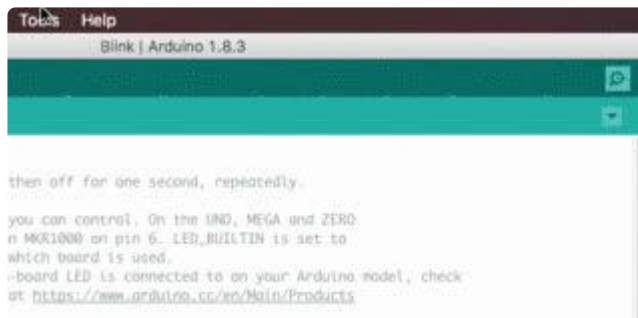 Tools Help
Blink | Arduino 1.8.3
then off for one second, repeatedly.
you can control. On the UNO, MEGA and ZERO
n MKR1000 on pin 6. LED_BUILTIN is set to
which board is used.
-board LED is connected to on your Arduino model, check
at https://www.arduino.cc/en/Main/Products